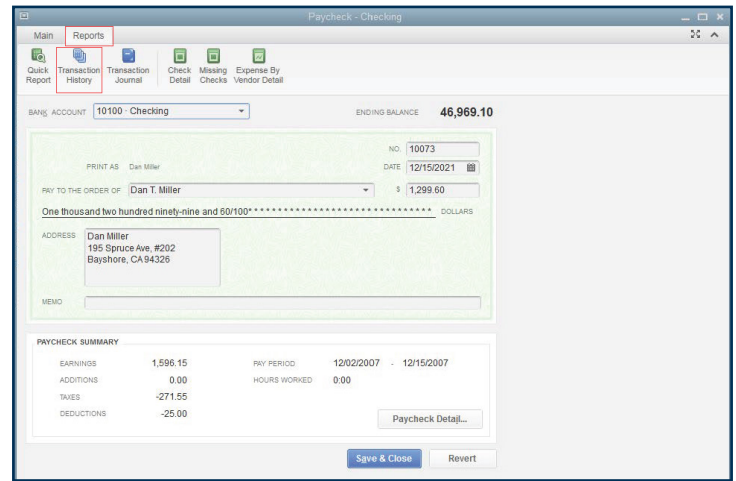 Paycheck - Checking
Main Reports
Quick Report Transaction History Transaction Journal Check Detail Missing Checks Expense By Vendor Detail
BANK ACCOUNT 10100 · Checking ENDING BALANCE 46,969.10
NO. 10073
PRINT AS Dan Miller DATE 12/15/2021
PAY TO THE ORDER OF Dan T. Miller $ 1,299.60
One thousand two hundred ninety-nine and 60/100* * * * * * * * * * * * * * * * * * * * * * * * * * * * * * * * DOLLARS
ADDRESS Dan Miller
195 Spruce Ave, #202
Bayshore, CA 94326
MEMO
PAYCHECK SUMMARY
EARNINGS 1,596.15 PAY PERIOD 12/02/2007 - 12/15/2007
ADDITIONS 0.00 HOURS WORKED 0:00
TAXES -271.55
DEDUCTIONS -25.00
Paycheck Detail...
Save & Close Revert